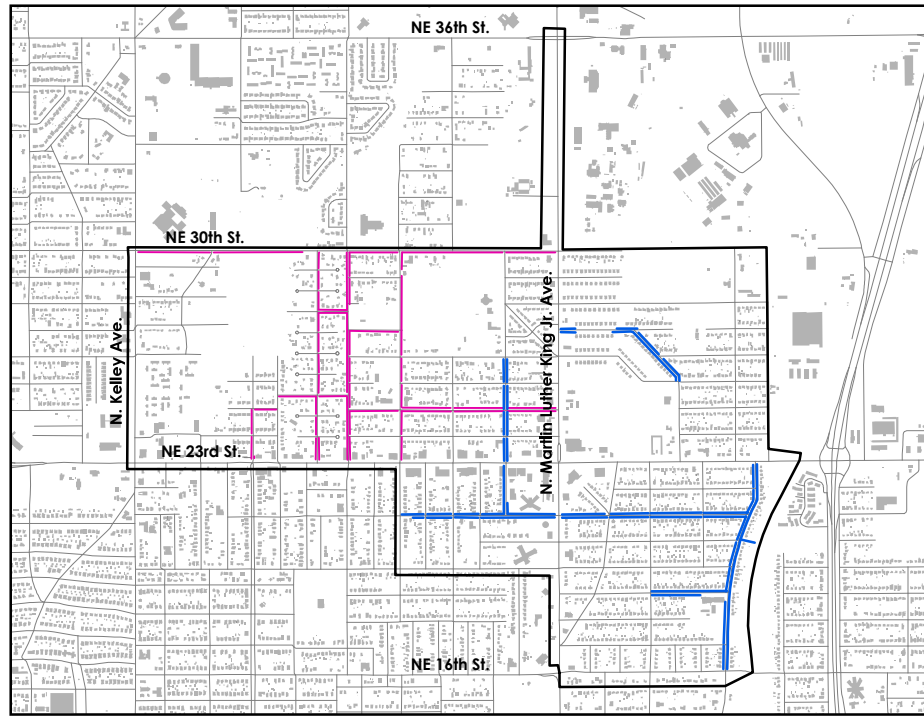 NE 36th St.
NE 30th St.
N. Kelley Ave.
N. Martin Luther King Jr. Ave.
NE 23rd St.
NE 16th St.